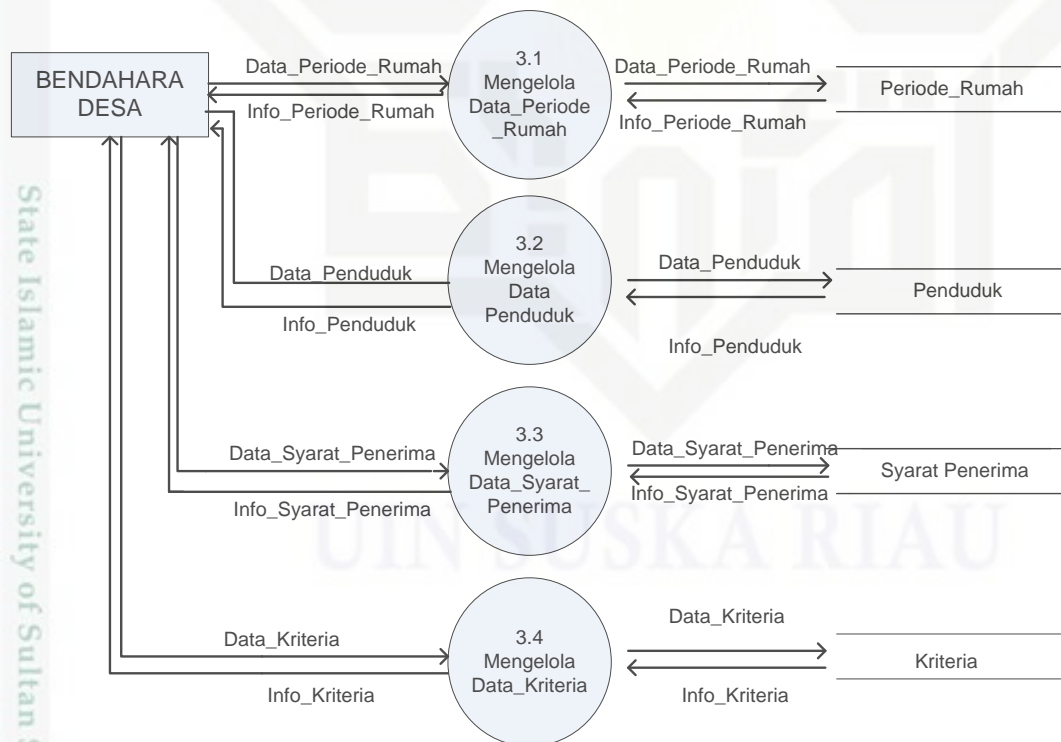 BENDAHARA
DESA
Data_Periode_Rumah
Info_Periode_Rumah
3.1
Mengelola
Data_Periode
_Rumah
Data_Periode_Rumah
Info_Periode_Rumah
Periode_Rumah
Data_Penduduk
Info_Penduduk
3.2
Mengelola
Data
Penduduk
Data_Penduduk
Info_Penduduk
Penduduk
Data_Syarat_Penerima
Info_Syarat_Penerima
3.3
Mengelola
Data_Syarat_
Penerima
Data_Syarat_Penerima
Info_Syarat_Penerima
Syarat Penerima
Data_Kriteria
Info_Kriteria
3.4
Mengelola
Data_Kriteria
Data_Kriteria
Info_Kriteria
Kriteria
UIN SUSKA RIAU
State Islamic University of Sultan